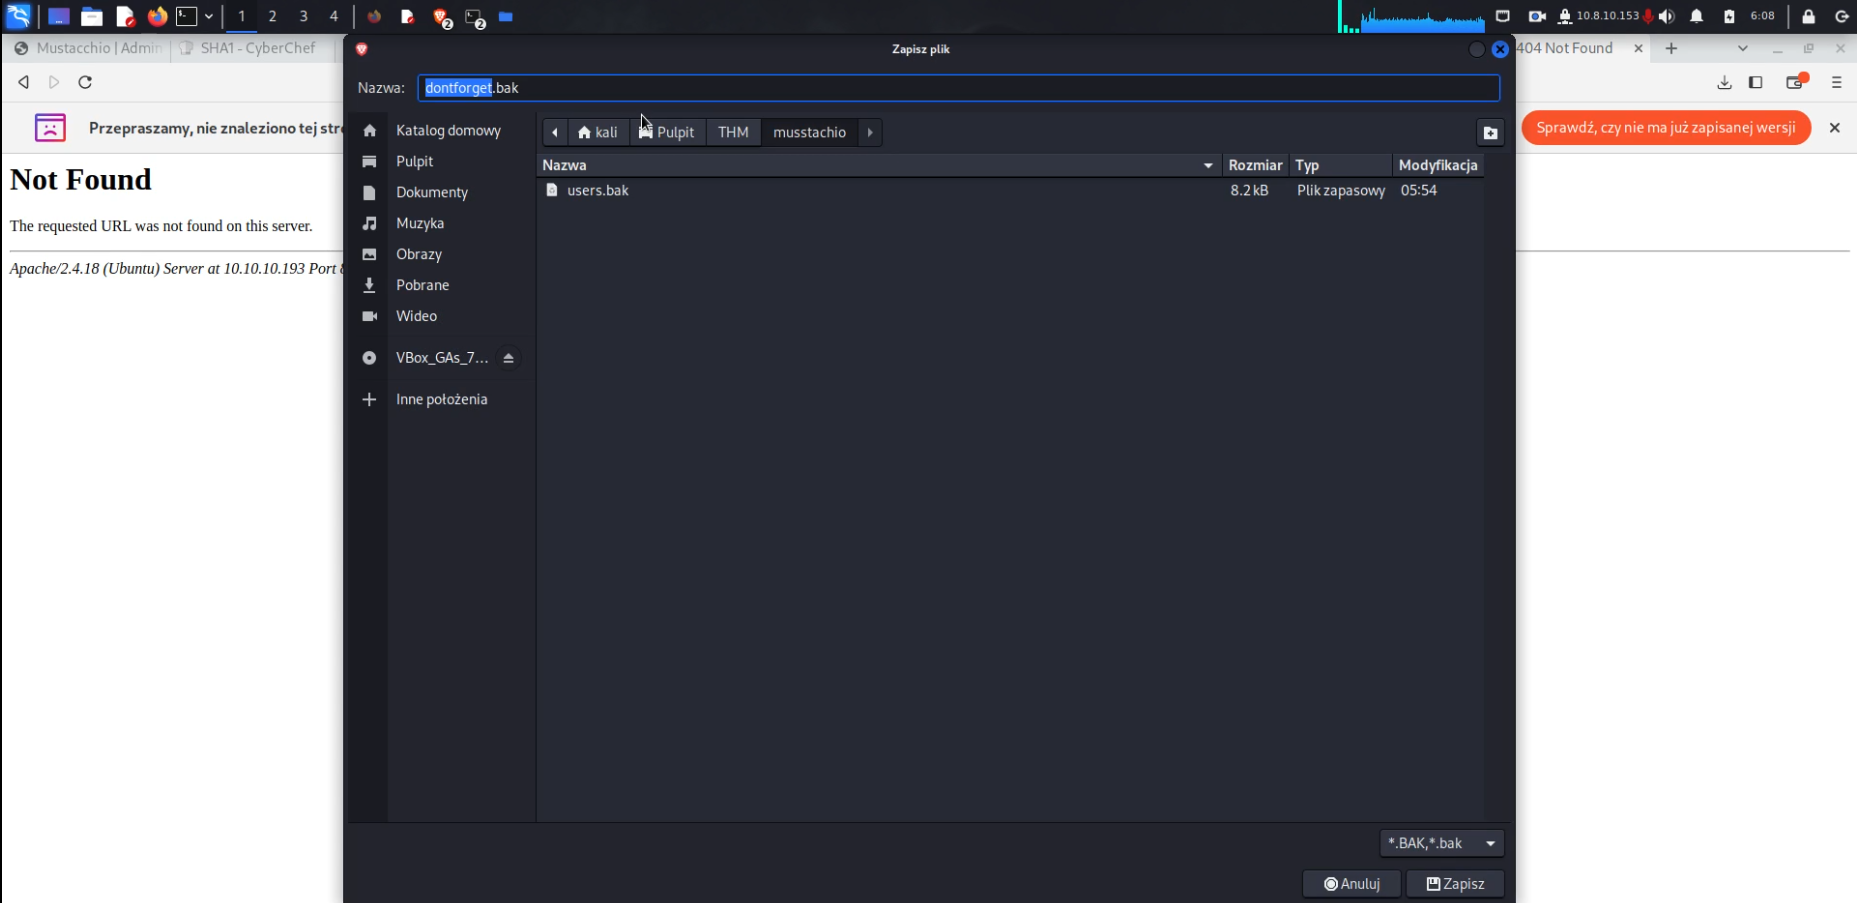 1 2 3 4 2 2 10.8.10.153 6:08
Mustacchio | Admin SHA1 - CyberChef Zapisz plik 404 Not Found
Nazwa: dontforget.bak
Przepraszamy, nie znaleziono tej Sprawdź, czy nie ma już zapisanej wersji
Katalog domowy kali Pulpit THM musstachio
Pulpit Nazwa Rozmiar Typ Modyfikacja
Not Found
Dokumenty users.bak 8.2 kB Plik zapasowy 05:54
The requested URL was not found on this server. Muzyka
Obrazy
Apache/2.4.18 (Ubuntu) Server at 10.10.10.193 Port
Pobrane
Wideo
VBox_GAs_7...
Inne położenia
*.BAK,*.bak
Anuluj Zapisz